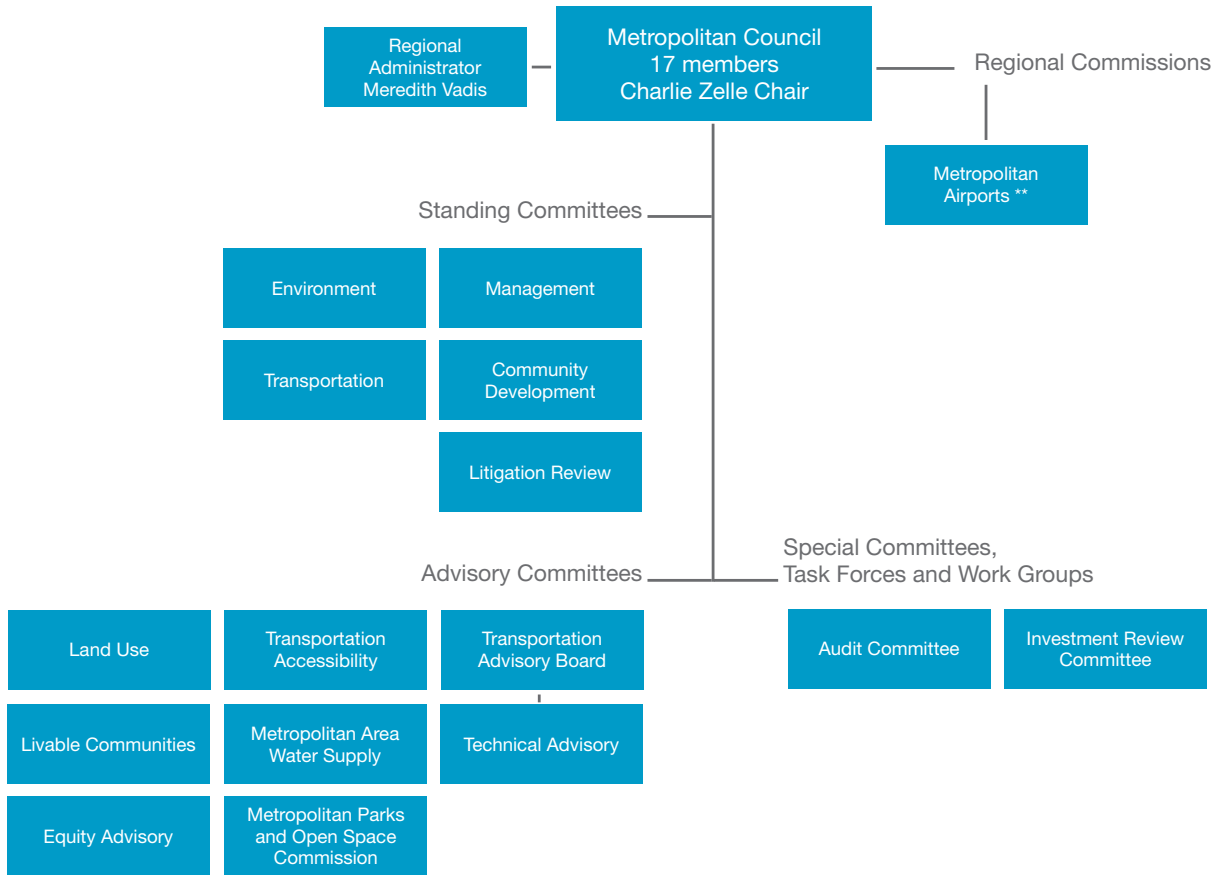 Regional
Administrator
Meredith Vadis
Metropolitan Council
17 members
Charlie Zelle Chair
Regional Commissions
Metropolitan
Airports **
Standing Committees
Environment
Management
Transportation
Community
Development
Litigation Review
Advisory Committees
Special Committees,
Task Forces and Work Groups
Land Use
Transportation
Accessibility
Transportation
Advisory Board
Audit Committee
Investment Review
Committee
Livable Communities
Metropolitan Area
Water Supply
Technical Advisory
Equity Advisory
Metropolitan Parks
and Open Space
Commission